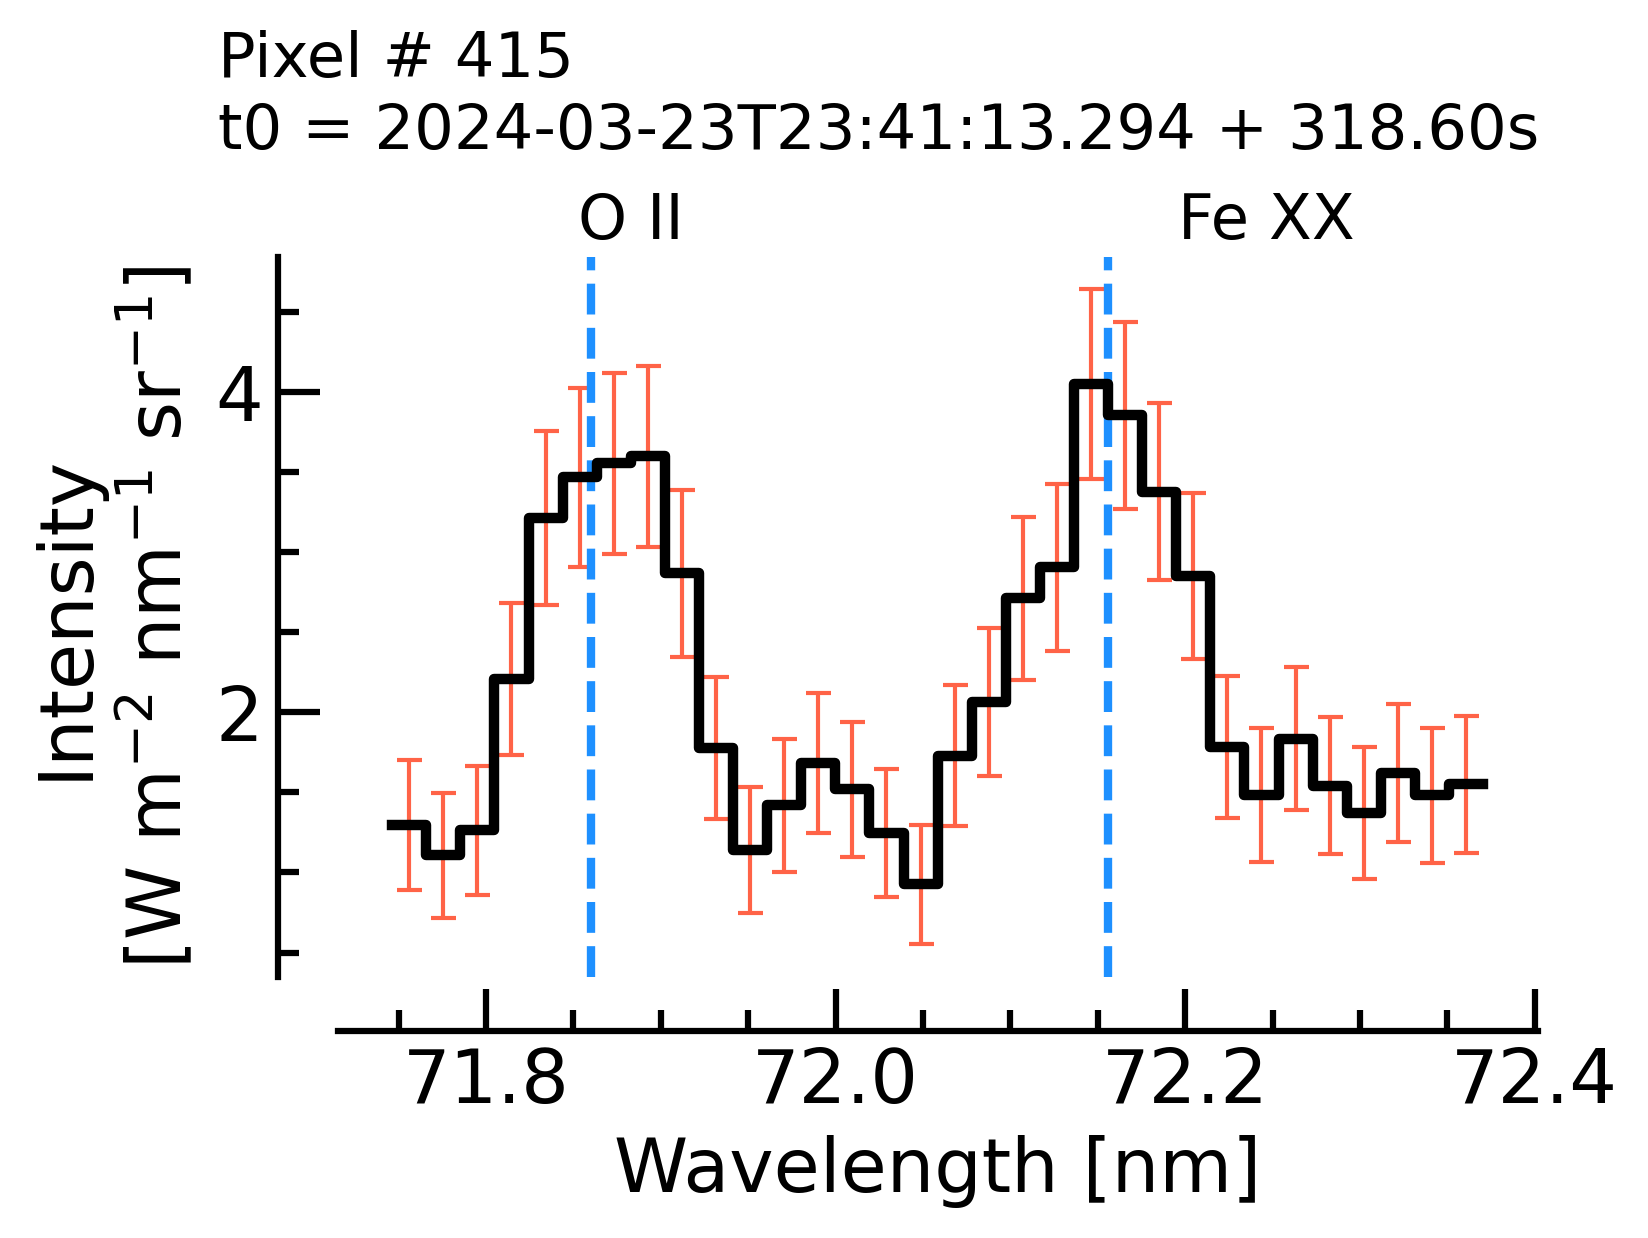 Pixel # 415
t0 = 2024-03-23T23:41:13.294 + 318.60s
O II
Fe XX
Intensity
[W m⁻² nm⁻¹ sr⁻¹]
4
2
71.8
72.0
72.2
72.4
Wavelength [nm]